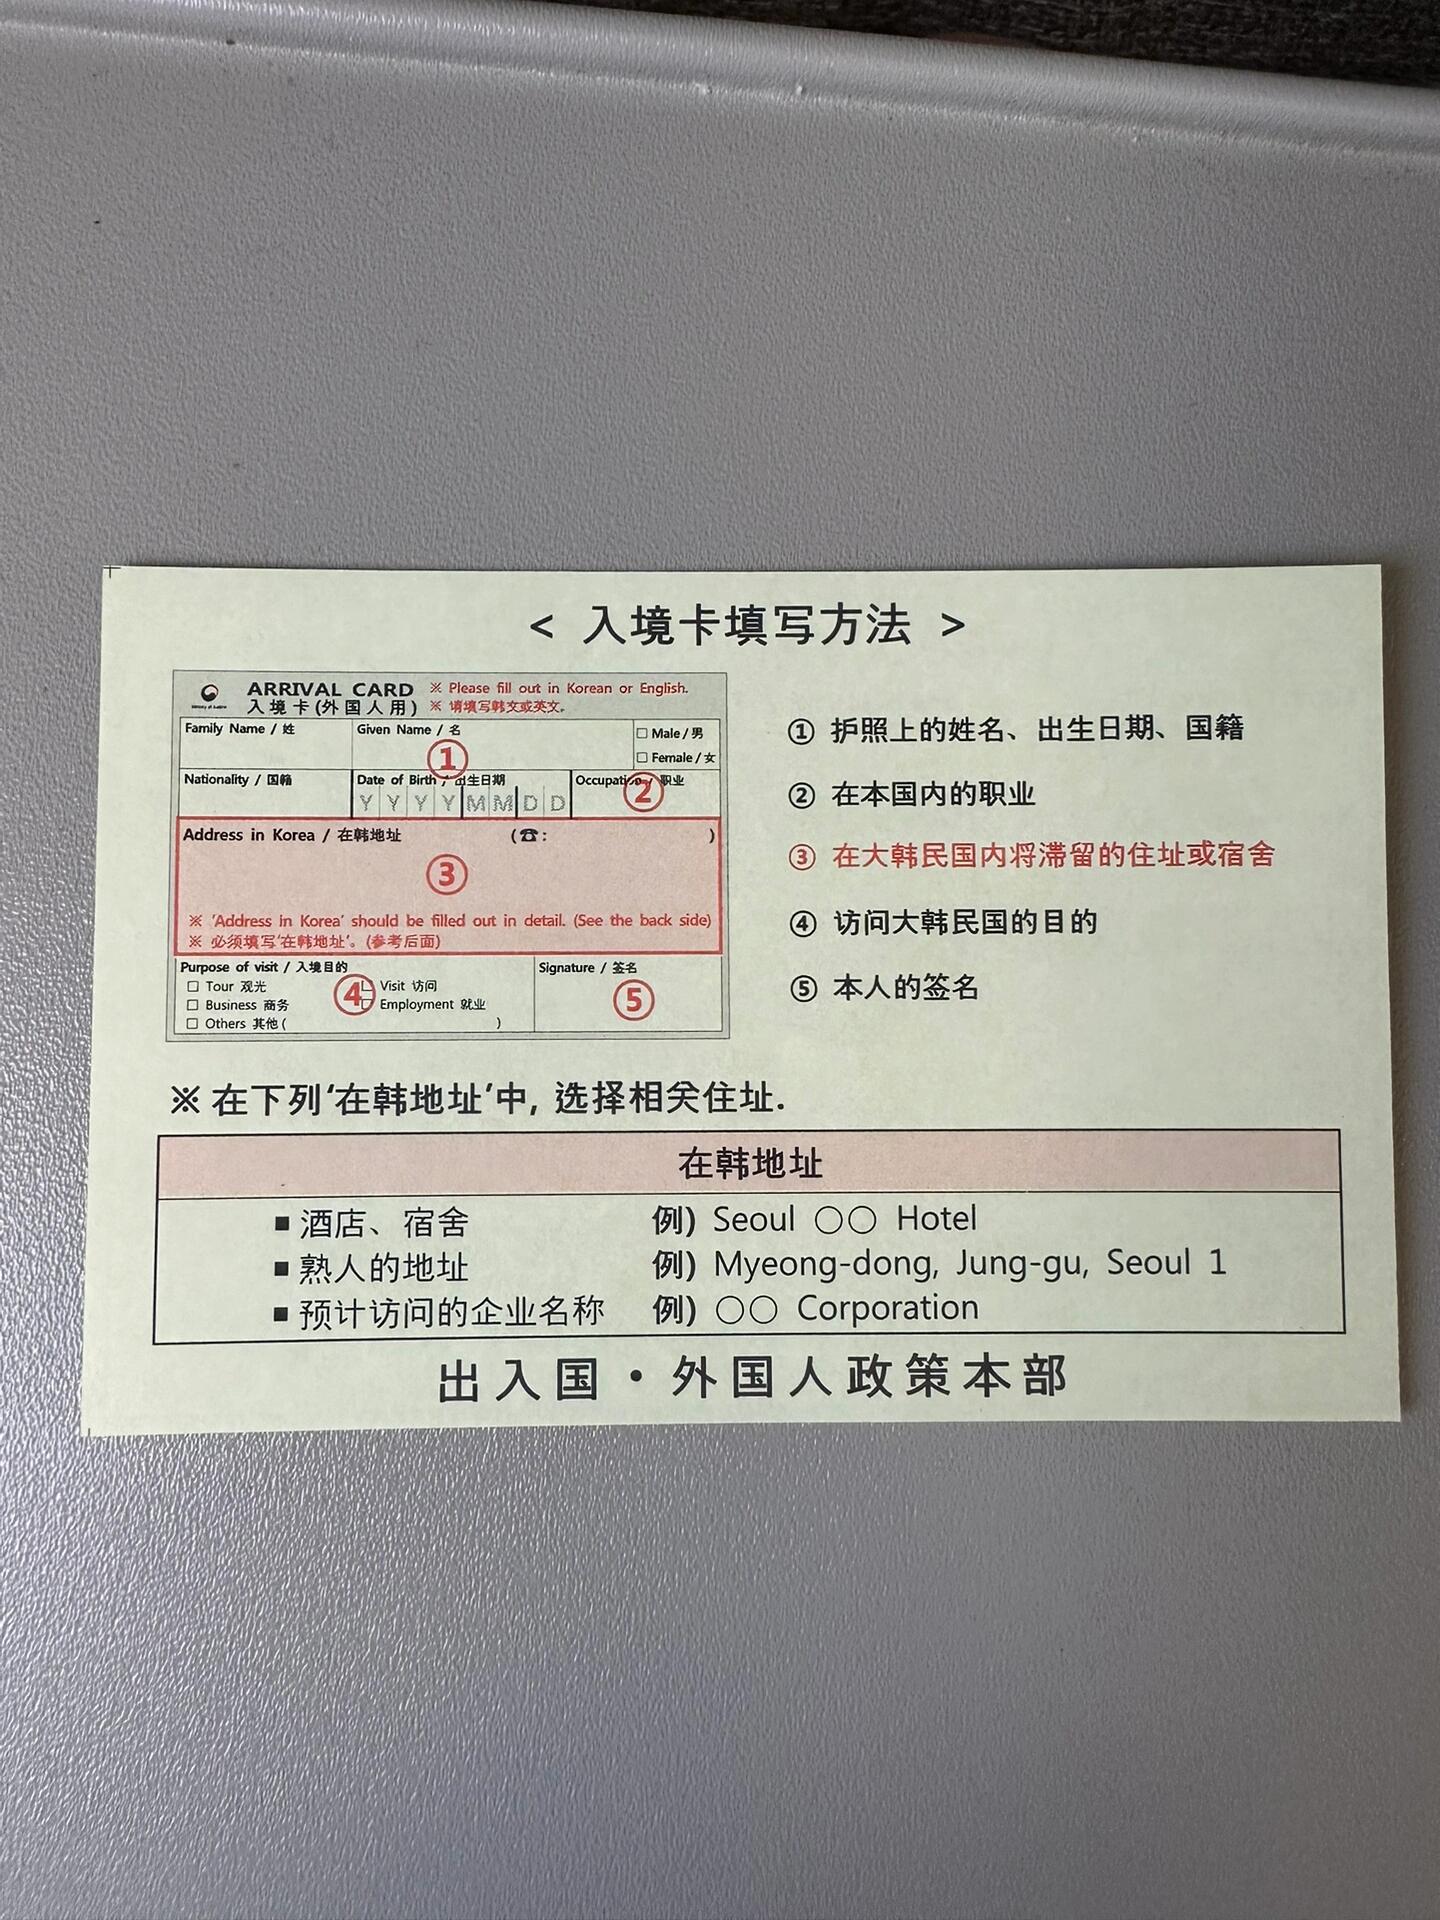 < 入境卡填写方法 >
ARRIVAL CARD ※ Please fill out in Korean or English.
入境卡(外国人用) ※ 请填写韩文或英文。
Family Name / 姓
Given Name / 名
□ Male / 男
□ Female / 女
①
Nationality / 国籍
Date of Birth / 出生日期
Y Y Y Y M M D D
Occupation / 职业
②
Address in Korea / 在韩地址 (☎: )
③
※ 'Address in Korea' should be filled out in detail. (See the back side)
※ 必须填写'在韩地址'。(参考后面)
Purpose of visit / 入境目的
□ Tour 观光 □ Visit 访问
□ Business 商务 □ Employment 就业
□ Others 其他 ( )
④
Signature / 签名
⑤
① 护照上的姓名、出生日期、国籍
② 在本国内的职业
③ 在大韩民国内将滞留的住址或宿舍
④ 访问大韩民国的目的
⑤ 本人的签名
※ 在下列'在韩地址'中, 选择相关住址.
在韩地址
■ 酒店、宿舍 例) Seoul ○○ Hotel
■ 熟人的地址 例) Myeong-dong, Jung-gu, Seoul 1
■ 预计访问的企业名称 例) ○○ Corporation
出入国・外国人政策本部